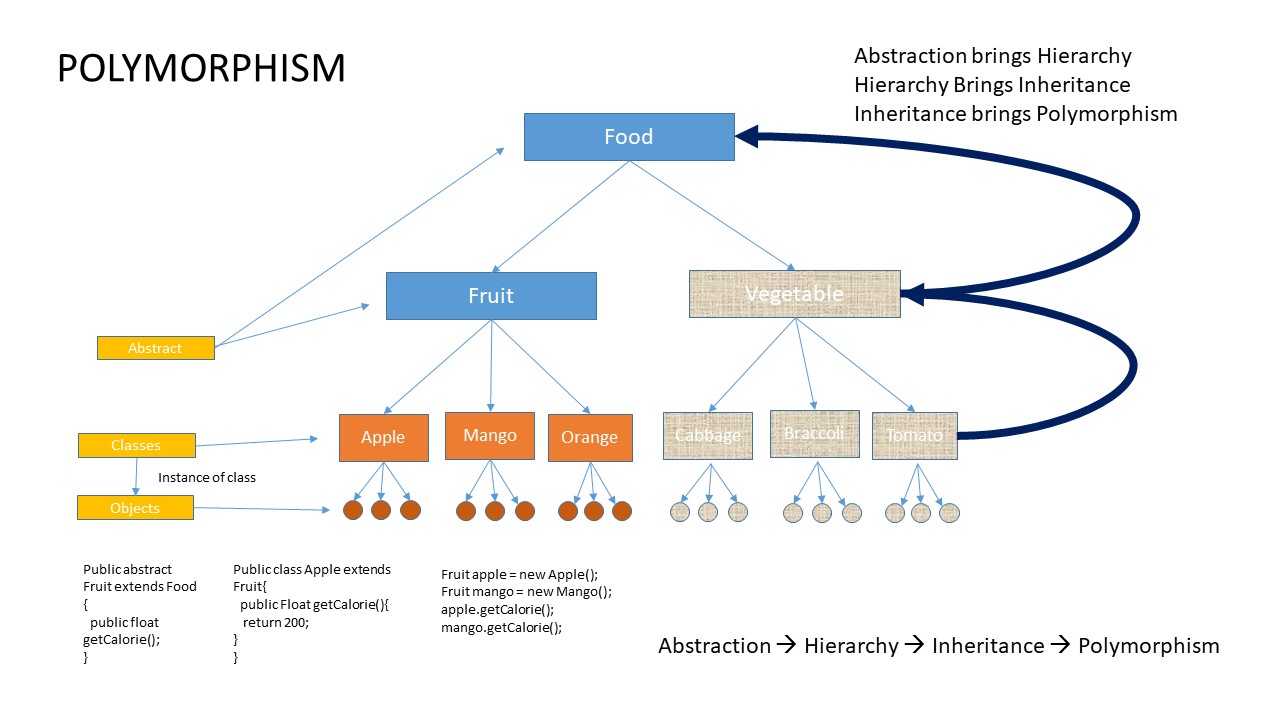 POLYMORPHISM
Abstraction brings Hierarchy
Hierarchy Brings Inheritance
Inheritance brings Polymorphism
Food
Fruit
Vegetable
Abstract
Apple
Mango
Orange
Cabbage
Braccoli
Tomato
Classes
Instance of class
Objects
Public abstract
Fruit extends Food
{
public float
getCalorie();
}
Public class Apple extends
Fruit{
public Float getCalorie(){
return 200;
}
}
Fruit apple = new Apple();
Fruit mango = new Mango();
apple.getCalorie();
mango.getCalorie();
Abstraction → Hierarchy → Inheritance → Polymorphism